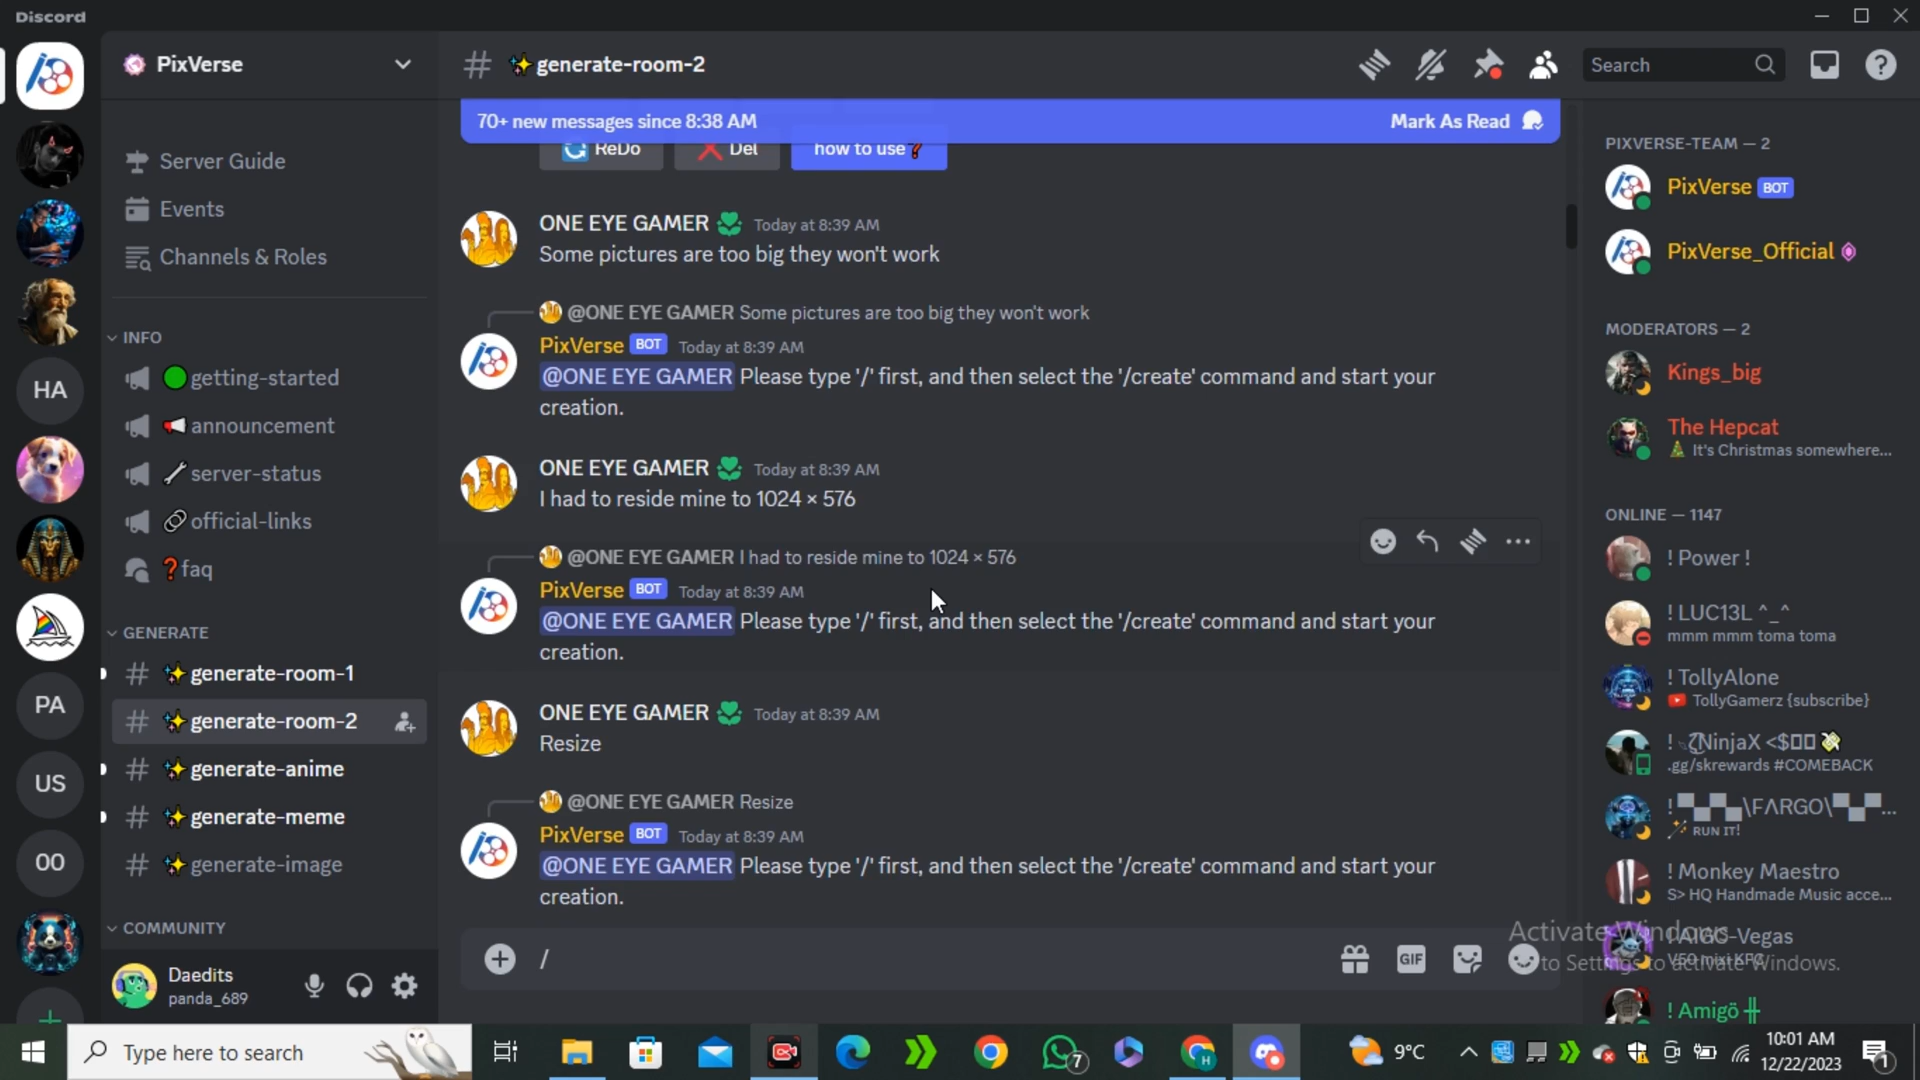 Discord
PixVerse
Server Guide
Events
Channels & Roles
INFO
getting-started
announcement
server-status
official-links
faq
GENERATE
generate-room-1
generate-room-2
generate-anime
generate-meme
generate-image
COMMUNITY
HA
PA
US
OO
Daedits
panda_689
generate-room-2
Search
70+ new messages since 8:38 AM
Mark As Read
ReDo
Del
how to use
ONE EYE GAMER Today at 8:39 AM
Some pictures are too big they won't work
@ONE EYE GAMER Some pictures are too big they won't work
PixVerse BOT Today at 8:39 AM
@ONE EYE GAMER Please type '/' first, and then select the '/create' command and start your
creation.
ONE EYE GAMER Today at 8:39 AM
I had to reside mine to 1024 × 576
@ONE EYE GAMER I had to reside mine to 1024 × 576
PixVerse BOT Today at 8:39 AM
@ONE EYE GAMER Please type '/' first, and then select the '/create' command and start your
creation.
ONE EYE GAMER Today at 8:39 AM
Resize
@ONE EYE GAMER Resize
PixVerse BOT Today at 8:39 AM
@ONE EYE GAMER Please type '/' first, and then select the '/create' command and start your
creation.
/
GIF
PIXVERSE-TEAM — 2
PixVerse BOT
PixVerse_Official
MODERATORS — 2
Kings_big
The Hepcat
It's Christmas somewhere...
ONLINE — 1147
! Power !
! LUC13L ^_^
mmm mmm toma toma
! TollyAlone
TollyGamerz {subscribe}
NinjaX <$
.gg/skrewards #COMEBACK
RUN IT!
! Monkey Maestro
S> HQ Handmade Music acce...
! AIGC-Vegas
! Amigö
Activate Windows
to Settings to activate Windows.
Type here to search
7
H
9°C
10:01 AM
12/22/2023
1